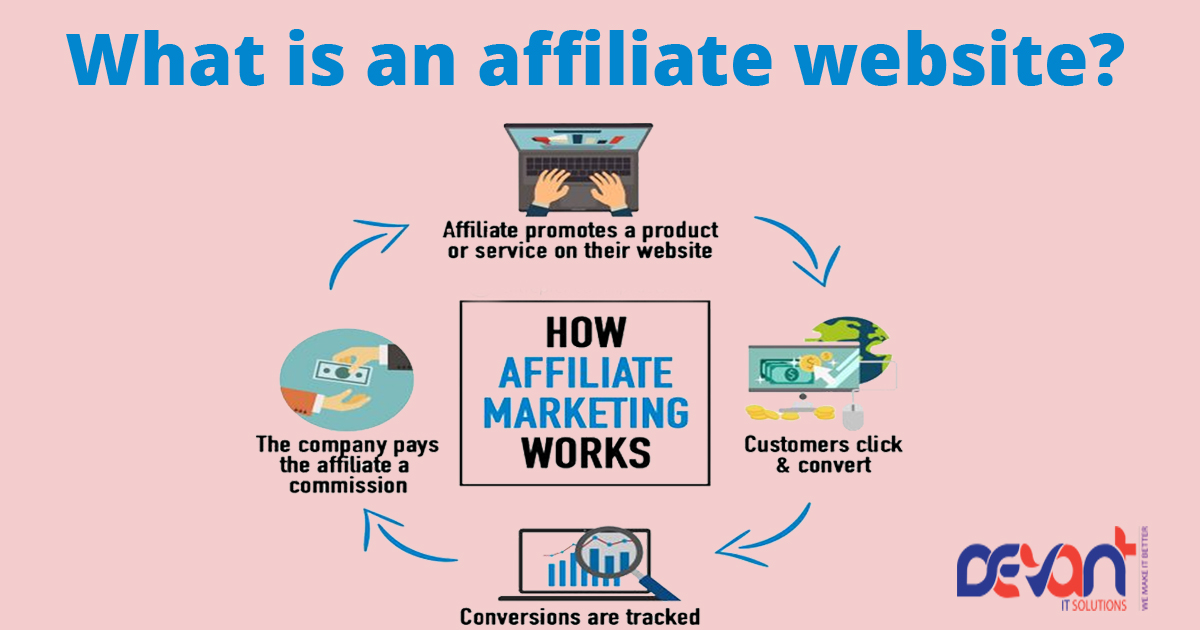 What is an affiliate website?
Affiliate promotes a product
or service on their website
HOW
AFFILIATE
MARKETING
WORKS
Customers click
& convert
The company pays
the affiliate a
commission
Conversions are tracked
DEVANT
IT SOLUTIONS
WE MAKE IT BETTER